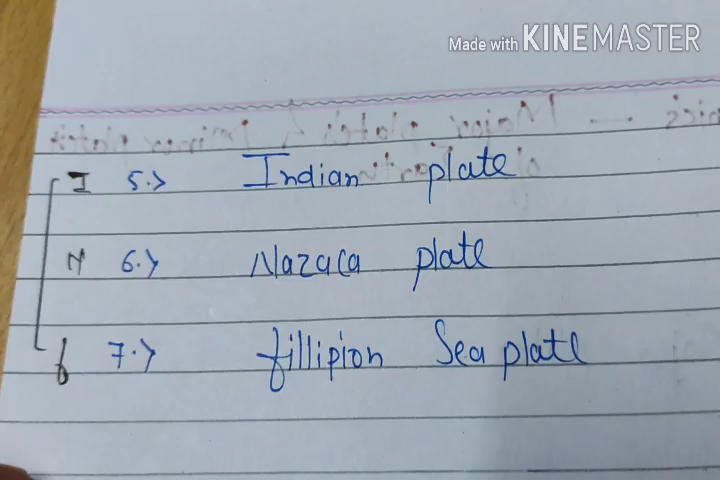 Made with KINEMASTER
I 5.> Indian plate
N 6.> Nazaca plate
f 7.> fillipion Sea plate